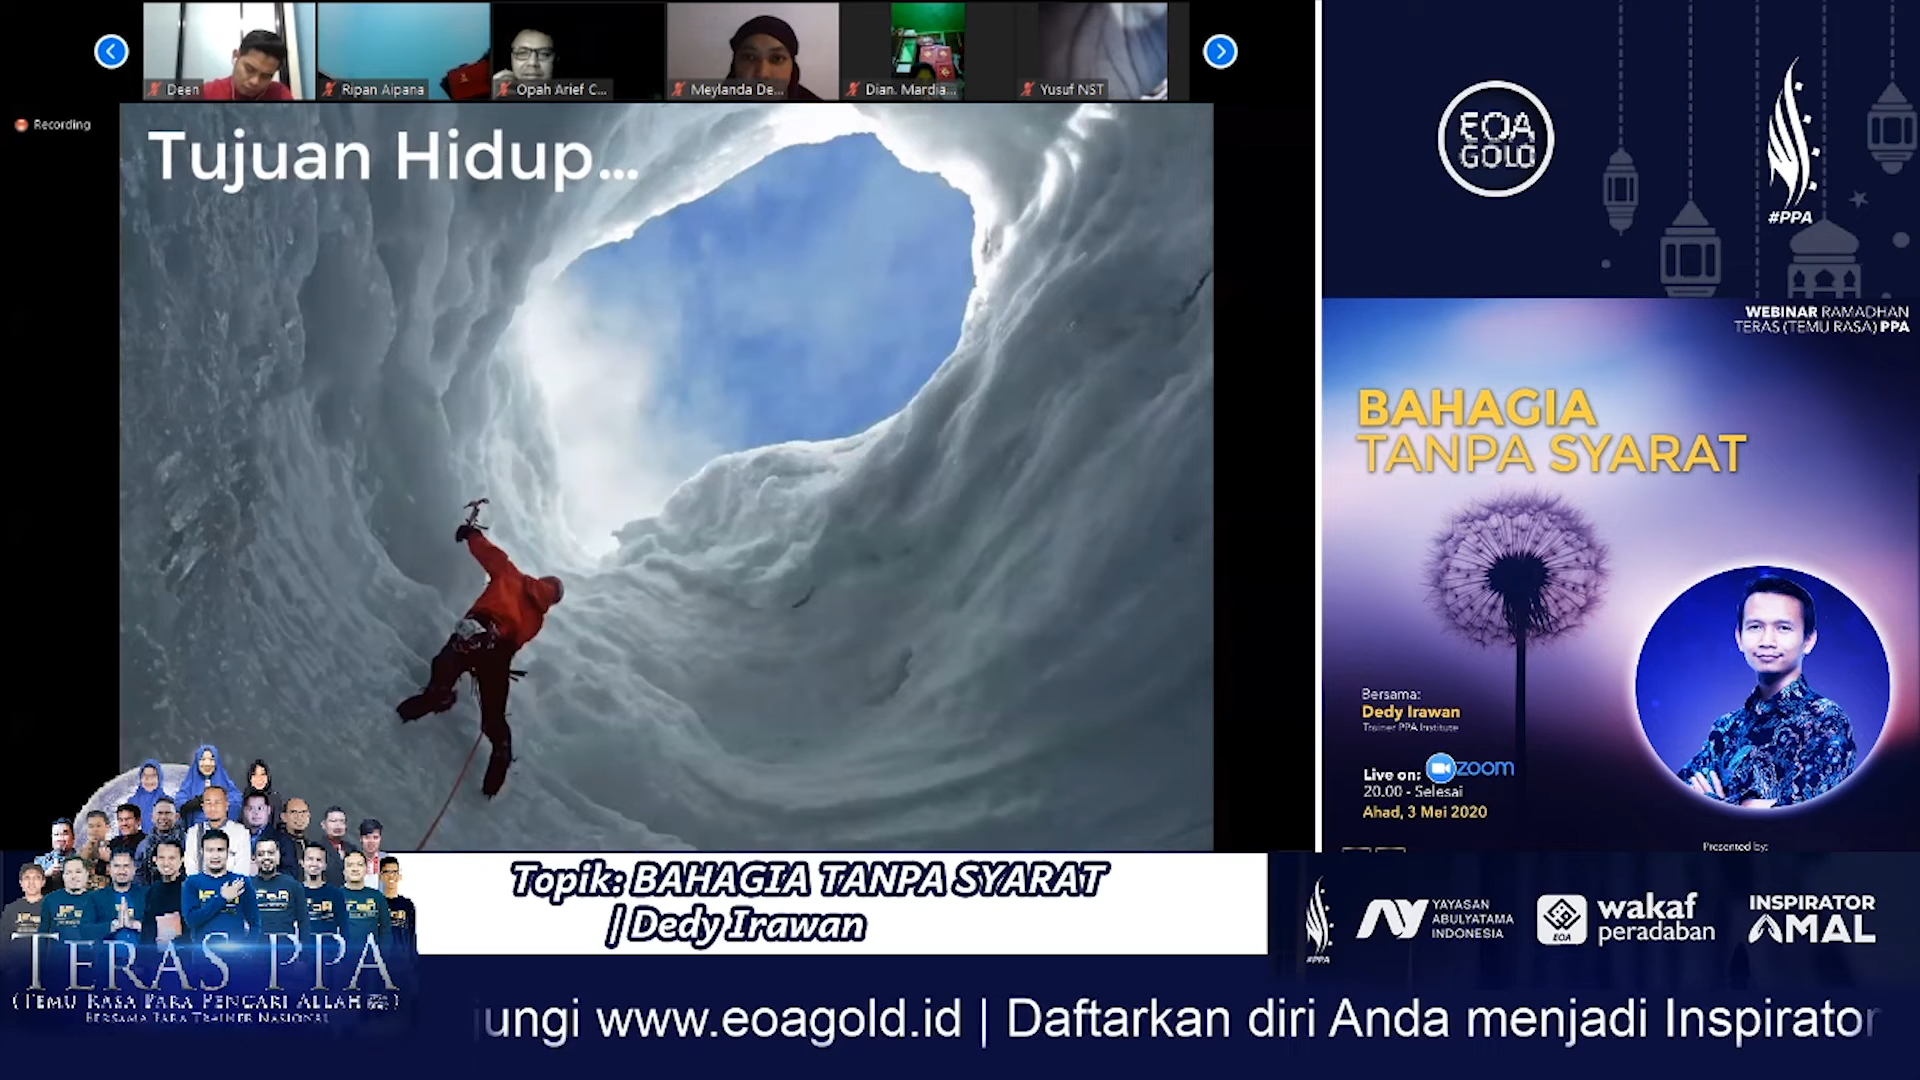 Deen
Ripan Aipana
Opah Arief C...
Meylanda De...
Dian. Mardia...
Yusuf NST
Recording
Tujuan Hidup...
EOA
GOLD
#PPA
WEBINAR RAMADHAN
TERAS (TEMU RASA) PPA
BAHAGIA
TANPA SYARAT
Bersama:
Dedy Irawan
Trainer PPA Institute
Live on: zoom
20.00 - Selesai
Ahad, 3 Mei 2020
Presented by:
Topik: BAHAGIA TANPA SYARAT
| Dedy Irawan
TERAS PPA
(TEMU RASA PARA PENCARI ALLAH)
BERSAMA PARA TRAINER NASIONAL
#PPA
AY YAYASAN
ABULYATAMA
INDONESIA
EOA
wakaf
peradaban
INSPIRATOR
AMAL
jungi www.eoagold.id | Daftarkan diri Anda menjadi Inspirator